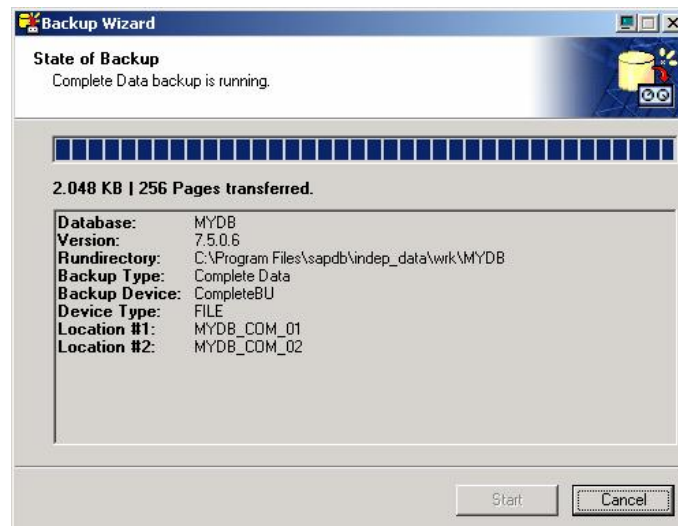 Backup Wizard
State of Backup
Complete Data backup is running.
2.048 KB | 256 Pages transferred.
Database: MYDB
Version: 7.5.0.6
Rundirectory: C:\Program Files\sapdb\indep_data\wrk\MYDB
Backup Type: Complete Data
Backup Device: CompleteBU
Device Type: FILE
Location #1: MYDB_COM_01
Location #2: MYDB_COM_02
Start Cancel